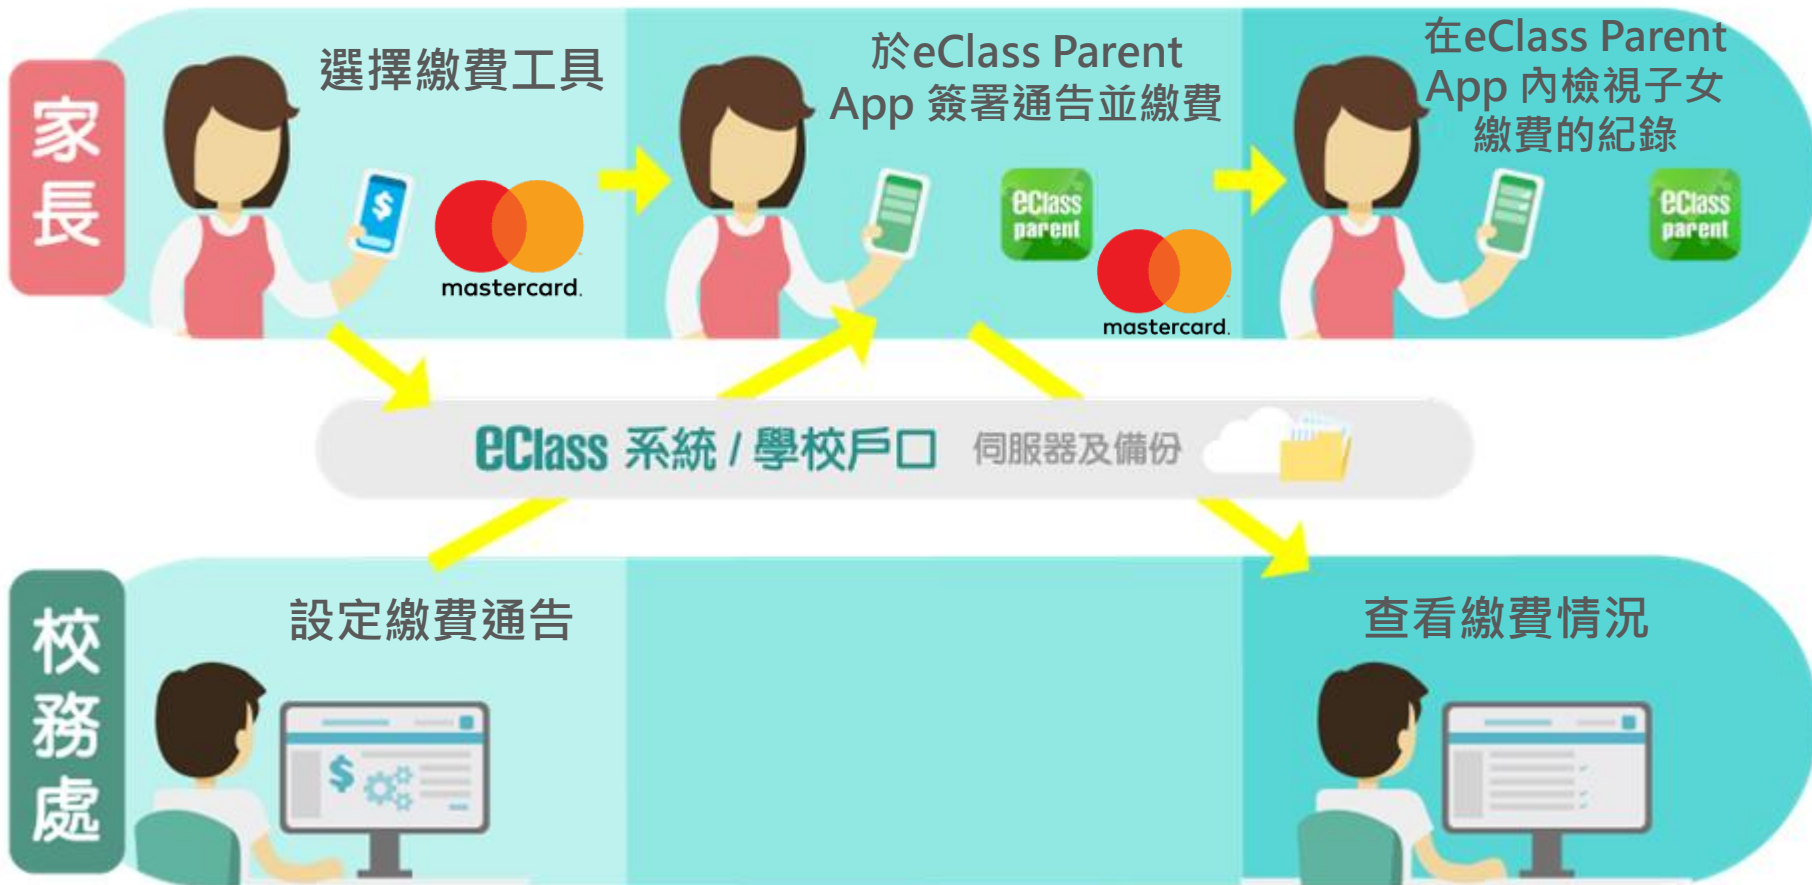 家長
選擇繳費工具
mastercard.
於eClass Parent
App 簽署通告並繳費
eClass
parent
mastercard.
在eClass Parent
App 內檢視子女
繳費的紀錄
eClass
parent
eClass 系統 / 學校戶口 伺服器及備份
校務處
設定繳費通告
$
查看繳費情況